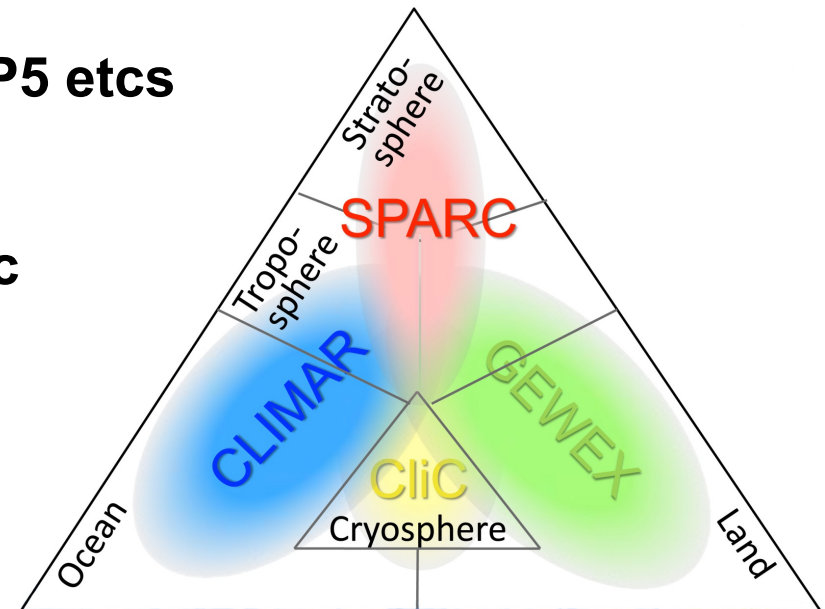 P5 etcs
Strato-
sphere
SPARC
c
Tropo-
sphere
CLIMAR
GEWEX
CliC
Cryosphere
Ocean
Land